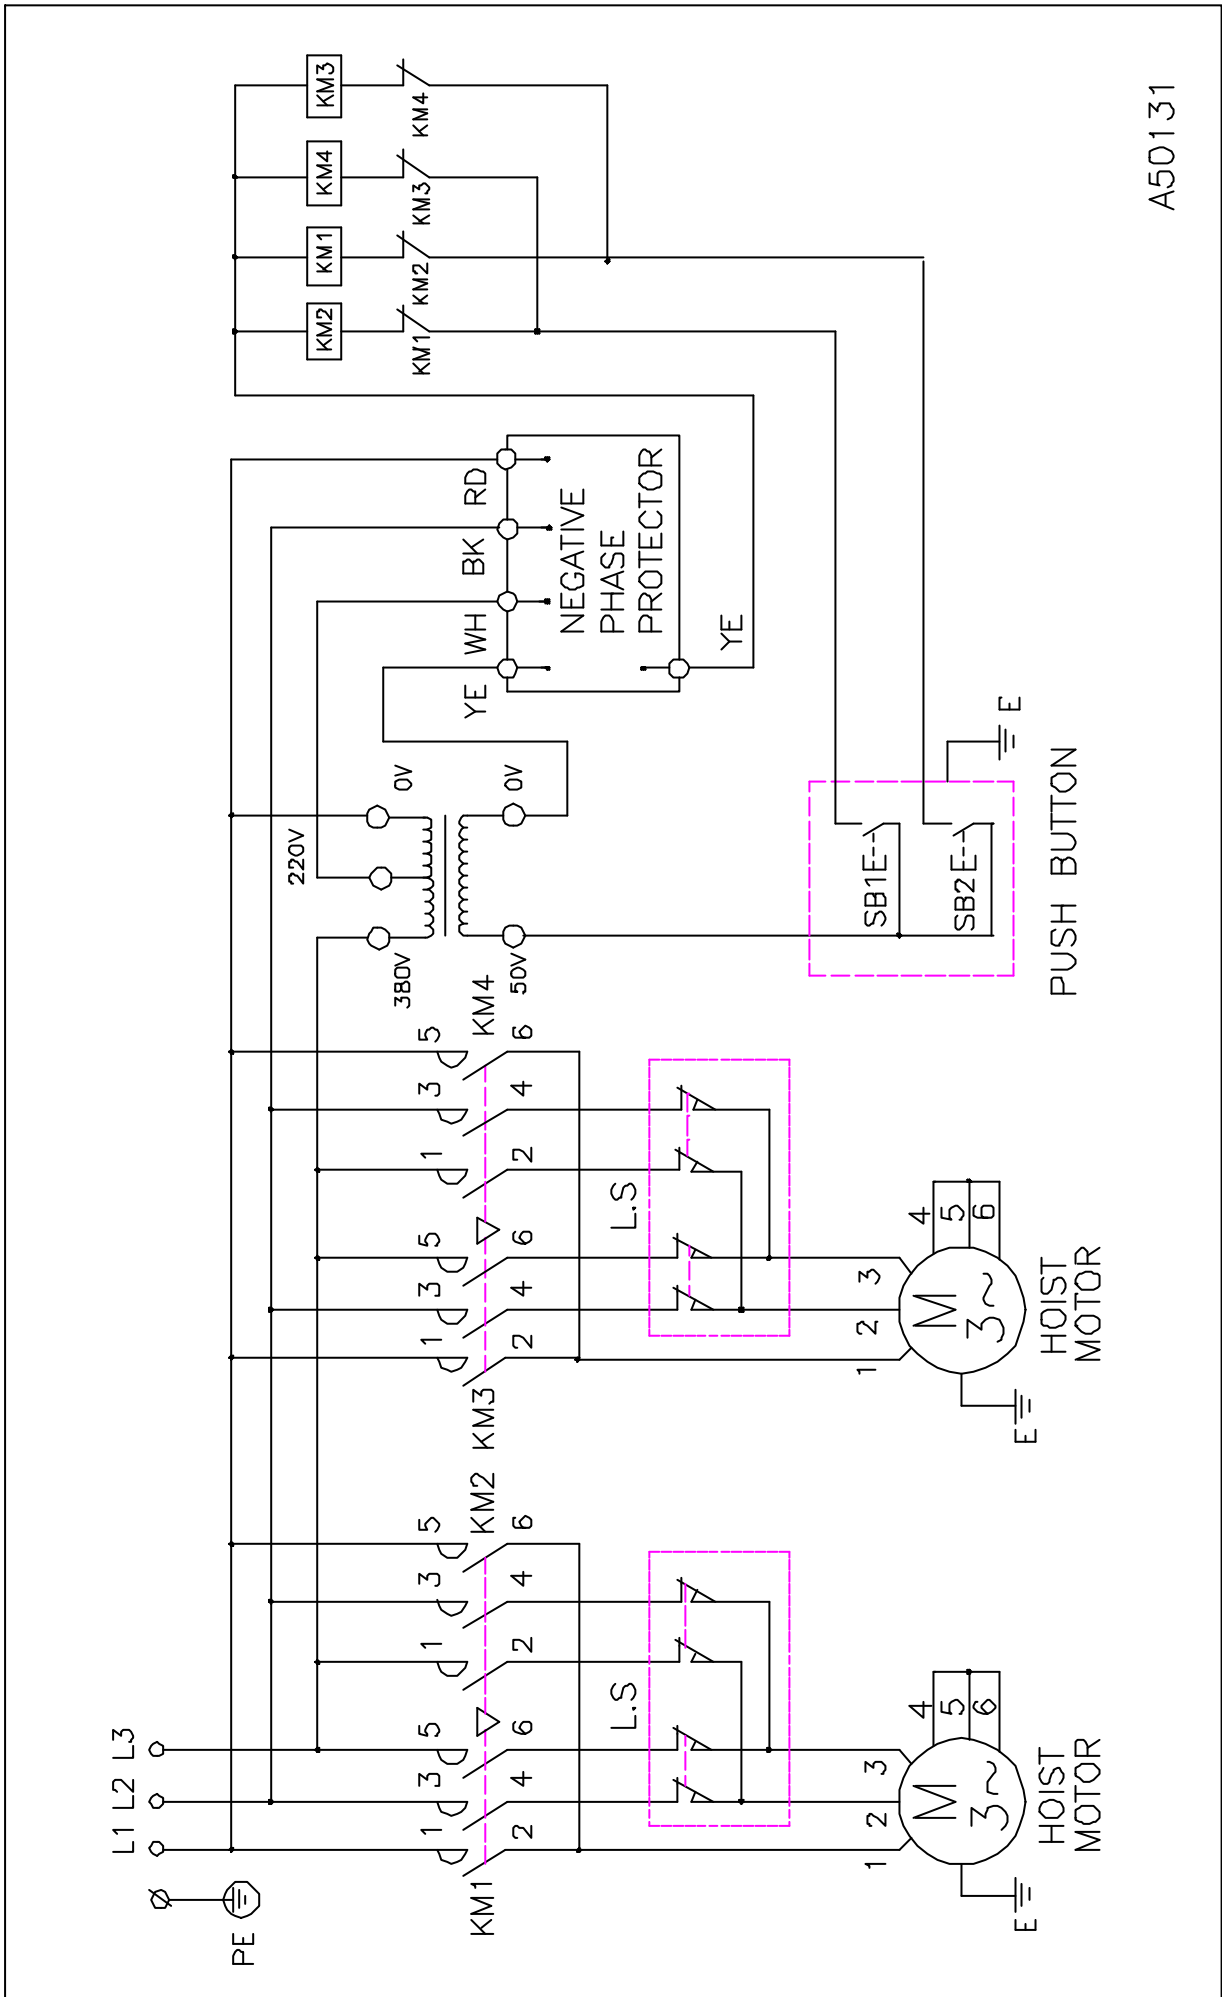 L1 L2 L3
PE
KM1
1 3 5
2 4 6
KM2
1 3 5
2 4 6
L.S
1 2 3
M
3~
4 5 6
E
HOIST
MOTOR
KM3
1 3 5
2 4 6
KM4
1 3 5
2 4 6
L.S
1 2 3
M
3~
4 5 6
E
HOIST
MOTOR
380V 220V 0V
50V 0V
YE WH BK RD
NEGATIVE
PHASE
PROTECTOR
YE
SB1
SB2
E
PUSH BUTTON
KM2 KM1 KM4 KM3
KM1 KM2 KM3 KM4
A50131